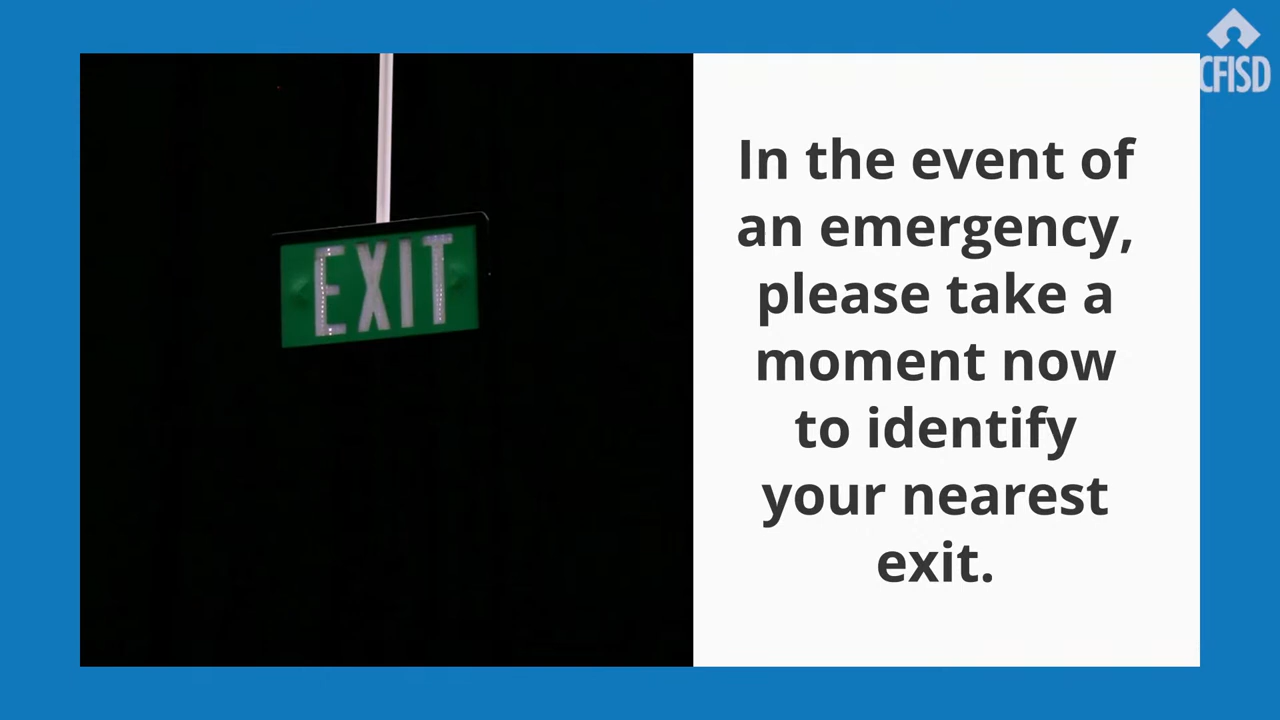 CFISD
EXIT
In the event of
an emergency,
please take a
moment now
to identify
your nearest
exit.